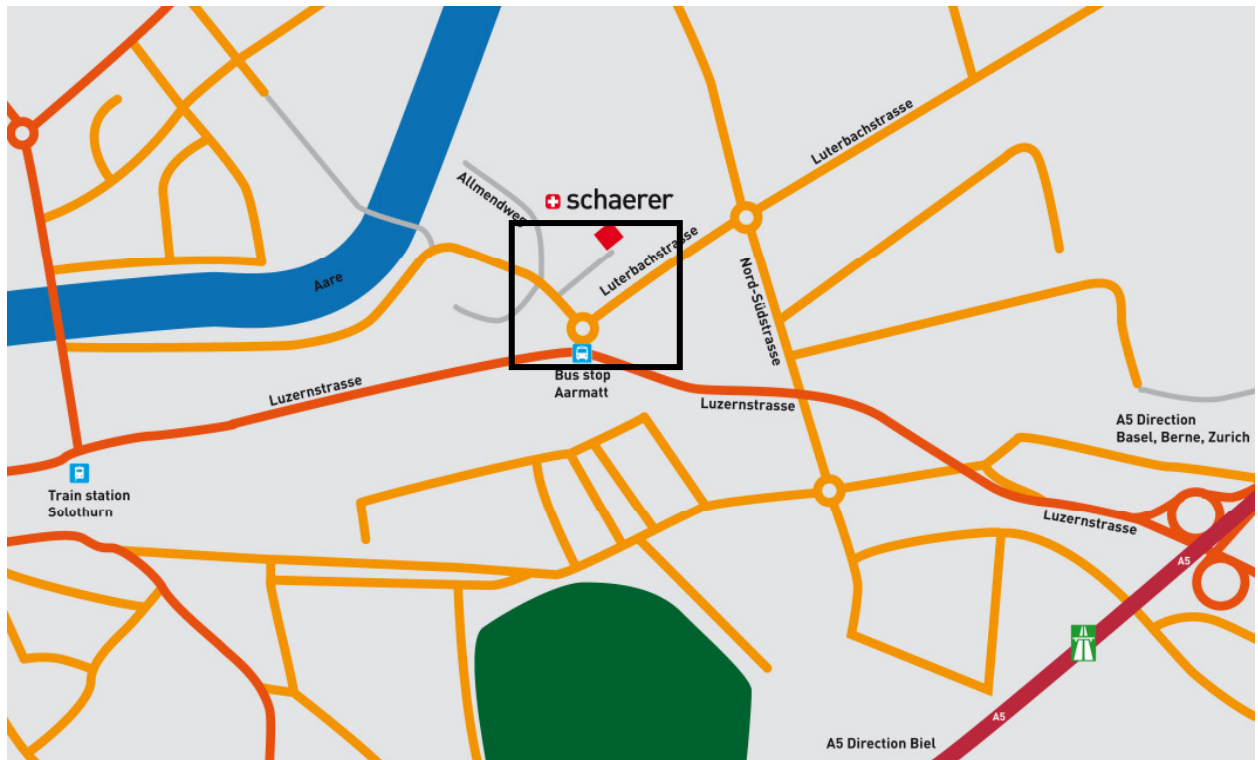 Luterbachstrasse
Allmendweg
schaerer
Luterbachstrasse
Aare
Nord-Südstrasse
Bus stop
Aarmatt
Luzernstrasse
Luzernstrasse
A5 Direction
Basel, Berne, Zurich
Train station
Solothurn
Luzernstrasse
A5
A5
A5 Direction Biel